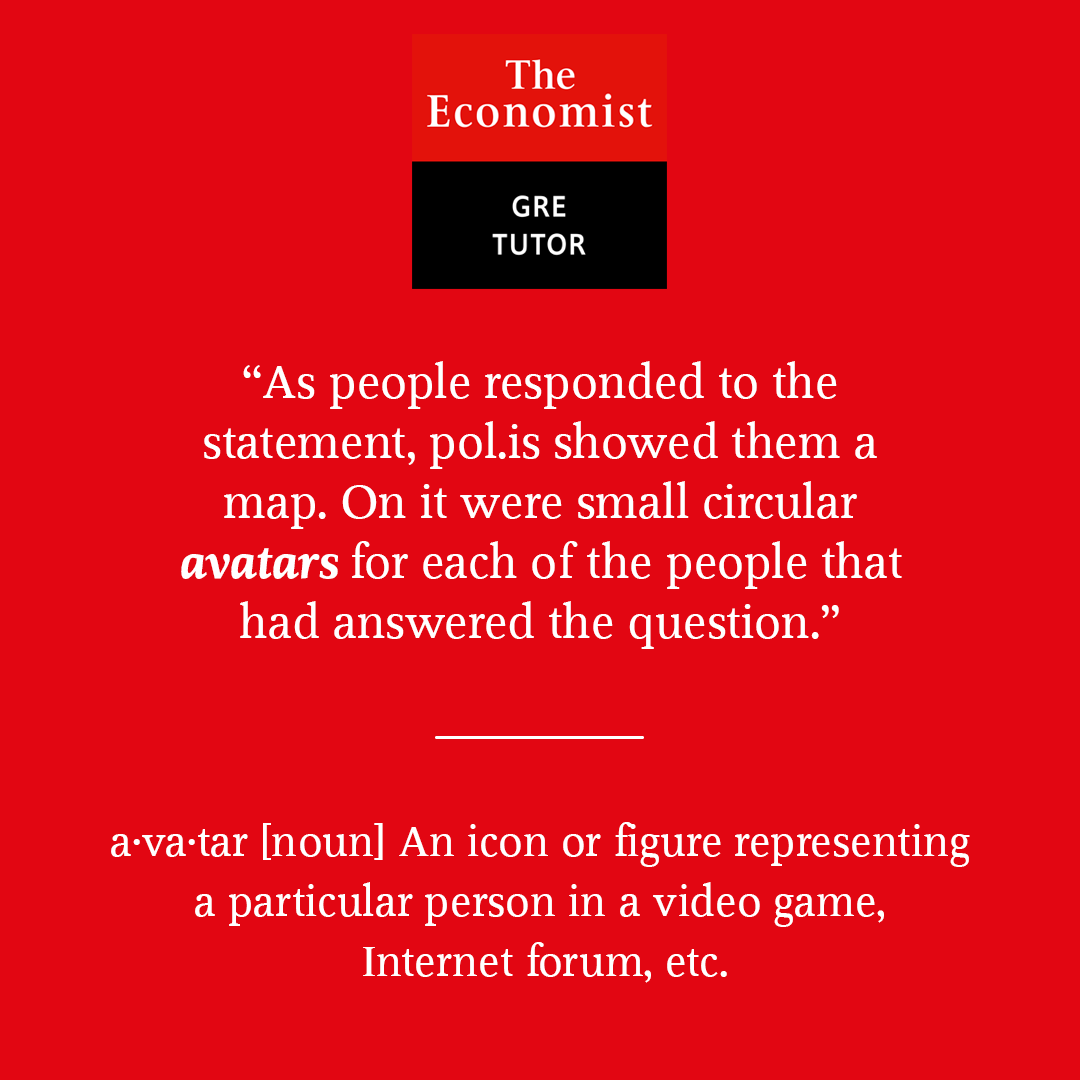 The
Economist
GRE
TUTOR
“As people responded to the
statement, pol.is showed them a
map. On it were small circular
avatars for each of the people that
had answered the question.”
a·va·tar [noun] An icon or figure representing
a particular person in a video game,
Internet forum, etc.